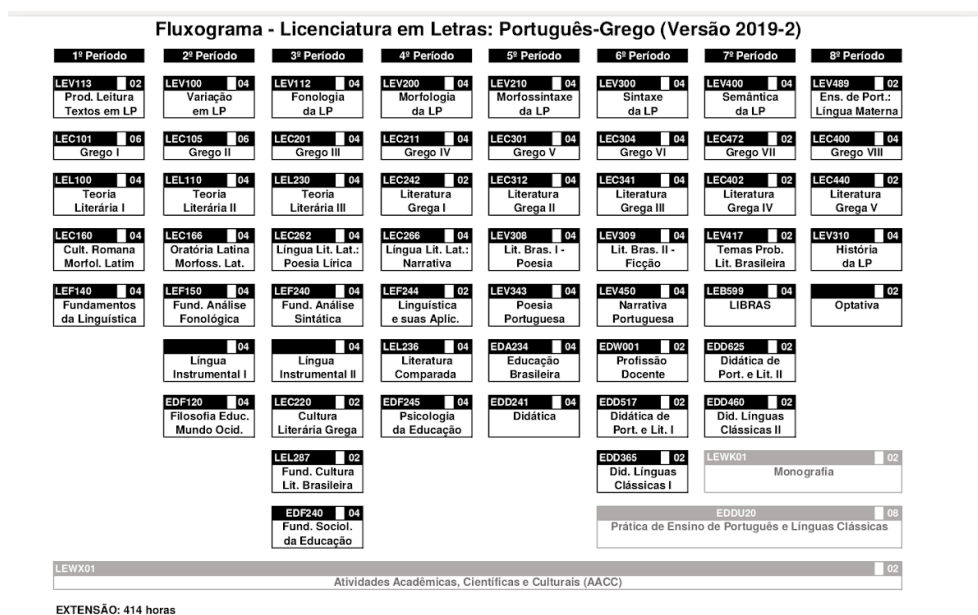 Fluxograma - Licenciatura em Letras: Português-Grego (Versão 2019-2)
1º Período 2º Período 3º Período 4º Período 5º Período 6º Período 7º Período 8º Período
LEV113 02 LEV100 04 LEV112 04 LEV200 04 LEV210 04 LEV300 04 LEV400 04 LEV489 02
Prod. Leitura Variação Fonologia Morfologia Morfossintaxe Sintaxe Semântica Ens. de Port.:
Textos em LP em LP da LP da LP da LP da LP da LP Língua Materna
LEC101 06 LEC105 06 LEC201 04 LEC211 04 LEC301 04 LEC304 04 LEC472 02 LEC400 04
Grego I Grego II Grego III Grego IV Grego V Grego VI Grego VII Grego VIII
LEL100 04 LEL110 04 LEL230 04 LEC242 02 LEC312 04 LEC341 04 LEC402 02 LEC440 02
Teoria Teoria Teoria Literatura Literatura Literatura Literatura Literatura
Literária I Literária II Literária III Grega I Grega II Grega III Grega IV Grega V
LEC160 04 LEC166 04 LEC262 04 LEC266 04 LEV308 04 LEV309 04 LEV417 02 LEV310 04
Cult. Romana Oratória Latina Língua Lit. Lat.: Língua Lit. Lat.: Lit. Bras. I - Lit. Bras. II - Temas Prob. História
Morfol. Latim Morfoss. Lat. Poesia Lírica Narrativa Poesia Ficção Lit. Brasileira da LP
LEF140 04 LEF150 04 LEF240 04 LEF244 02 LEV343 04 LEV450 04 LEB599 04 02
Fundamentos Fund. Análise Fund. Análise Linguística Poesia Narrativa LIBRAS Optativa
da Linguística Fonológica Sintática e suas Aplic. Portuguesa Portuguesa
04 04 LEL236 04 EDA234 04 EDW001 02 EDD625 02
Língua Língua Literatura Educação Profissão Didática de
Instrumental I Instrumental II Comparada Brasileira Docente Port. e Lit. II
EDF120 04 LEC220 02 EDF245 04 EDD241 04 EDD517 02 EDD460 02
Filosofia Educ. Cultura Psicologia Didática Didática de Did. Línguas
Mundo Ocid. Literária Grega da Educação Port. e Lit. I Clássicas II
LEL287 02 EDD365 02 LEWK01 02
Fund. Cultura Did. Línguas Monografia
Lit. Brasileira Clássicas I
EDF240 04 EDDU20 08
Fund. Sociol. Prática de Ensino de Português e Línguas Clássicas
da Educação
LEWX01 02
Atividades Acadêmicas, Científicas e Culturais (AACC)
EXTENSÃO: 414 horas